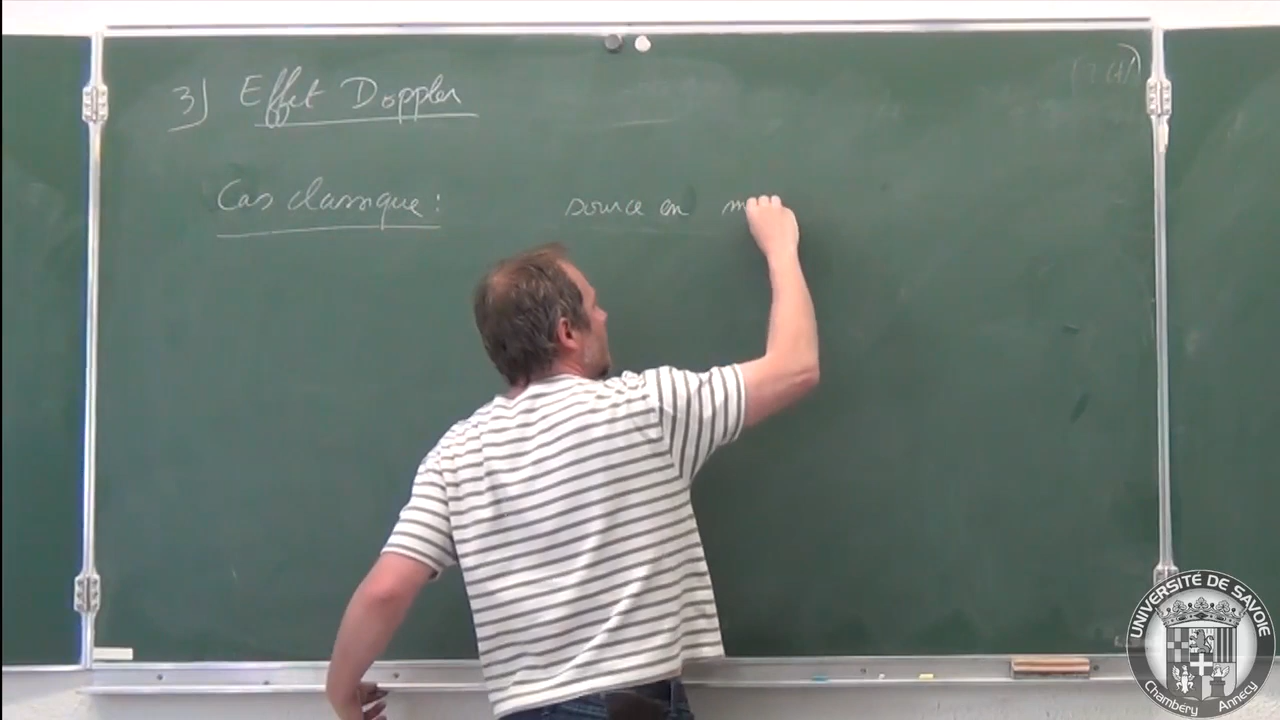 3) Effet Doppler
Cas classique : source en m
UNIVERSITÉ DE SAVOIE
Chambéry Annecy